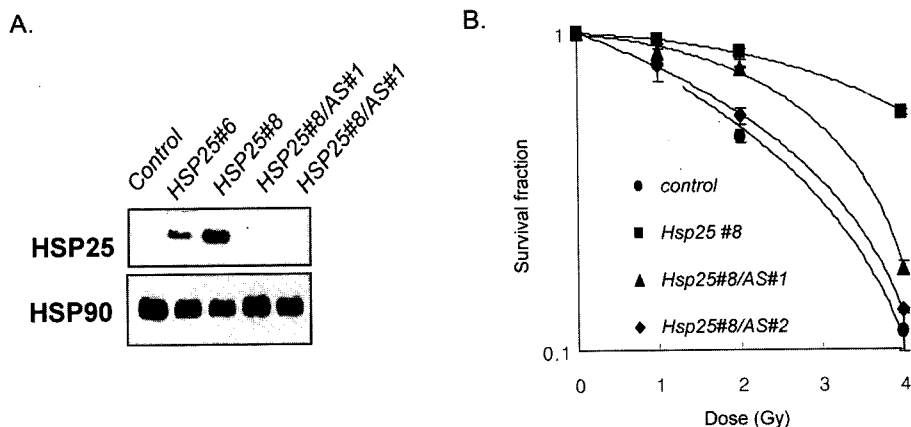 A.
Control
HSP25#6
HSP25#8
HSP25#8/AS#1
HSP25#8/AS#1
HSP25
HSP90
B.
1
0.1
Survival fraction
control
Hsp25 #8
Hsp25#8/AS#1
Hsp25#8/AS#2
0 1 2 3 4
Dose (Gy)